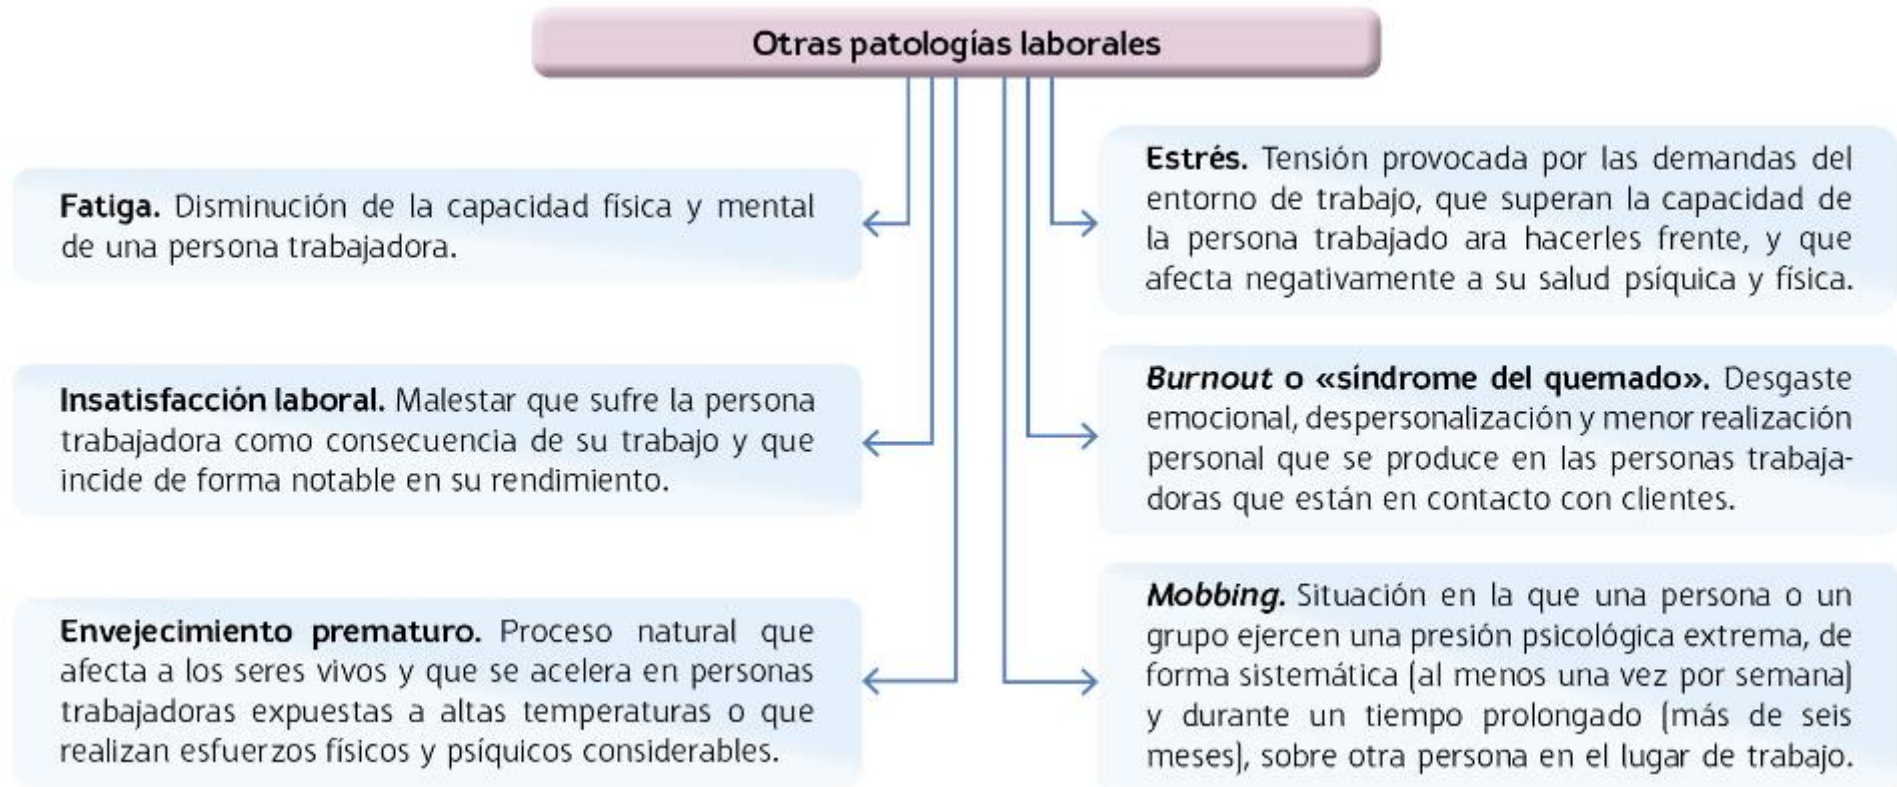 Otras patologías laborales
Fatiga. Disminución de la capacidad física y mental
de una persona trabajadora.
Insatisfacción laboral. Malestar que sufre la persona
trabajadora como consecuencia de su trabajo y que
incide de forma notable en su rendimiento.
Envejecimiento prematuro. Proceso natural que
afecta a los seres vivos y que se acelera en personas
trabajadoras expuestas a altas temperaturas o que
realizan esfuerzos físicos y psíquicos considerables.
Estrés. Tensión provocada por las demandas del
entorno de trabajo, que superan la capacidad de
la persona trabajado ara hacerles frente, y que
afecta negativamente a su salud psíquica y física.
Burnout o «síndrome del quemado». Desgaste
emocional, despersonalización y menor realización
personal que se produce en las personas trabaja-
doras que están en contacto con clientes.
Mobbing. Situación en la que una persona o un
grupo ejercen una presión psicológica extrema, de
forma sistemática (al menos una vez por semana)
y durante un tiempo prolongado (más de seis
meses), sobre otra persona en el lugar de trabajo.